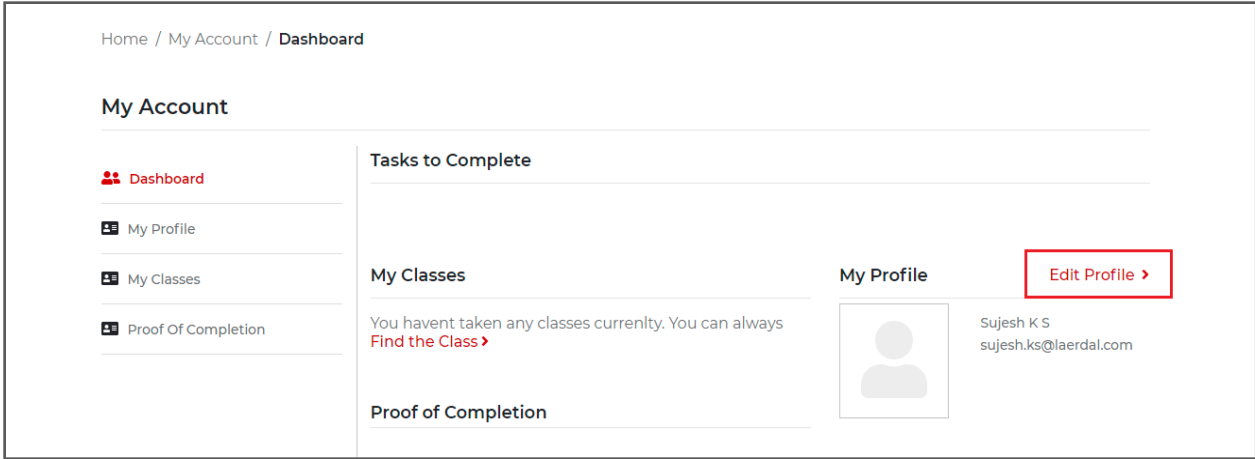 Home / My Account / Dashboard
My Account
Dashboard
My Profile
My Classes
Proof Of Completion
Tasks to Complete
My Classes
You havent taken any classes currenlty. You can always
Find the Class >
Proof of Completion
My Profile
Edit Profile >
Sujesh K S
sujesh.ks@laerdal.com